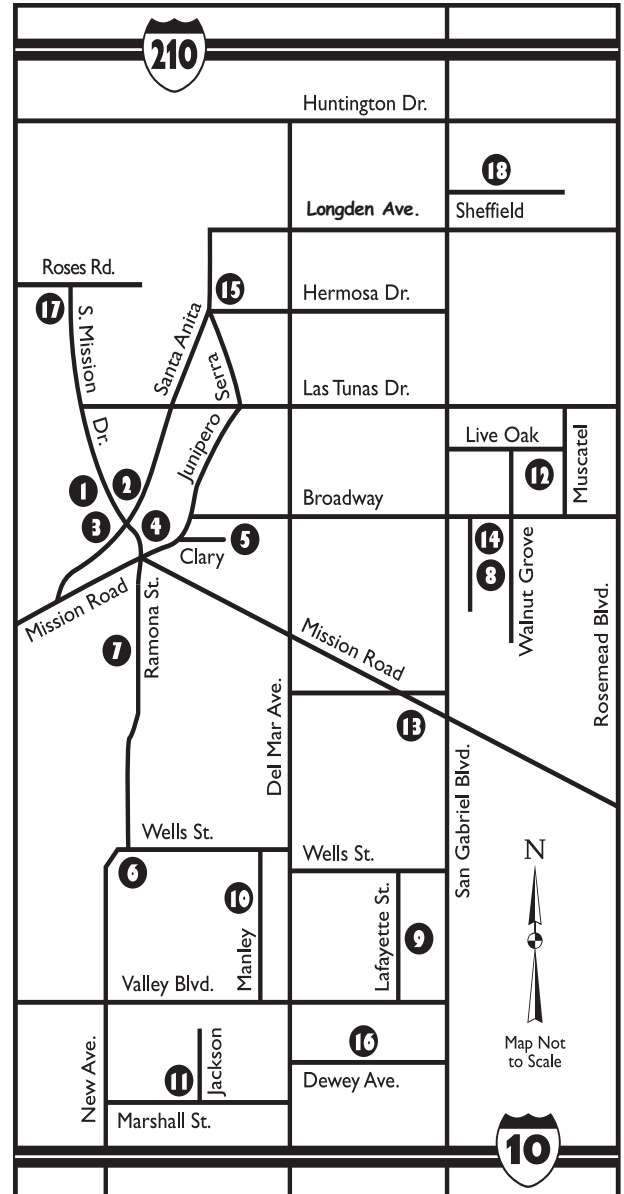 210
Huntington Dr.
18
Longden Ave.
Sheffield
Roses Rd.
15
Hermosa Dr.
17
S. Mission
Dr.
Santa Anita
Junipero Serra
Las Tunas Dr.
Live Oak
Muscatel
12
1
2
Broadway
3
4
5
Clary
14
8
Walnut Grove
Mission Road
Ramona St.
7
Mission Road
Rosemead Blvd.
Del Mar Ave.
13
San Gabriel Blvd.
Wells St.
Wells St.
6
10
Manley
Lafayette St.
9
N
Valley Blvd.
Map Not
to Scale
New Ave.
11
Jackson
16
Dewey Ave.
Marshall St.
10